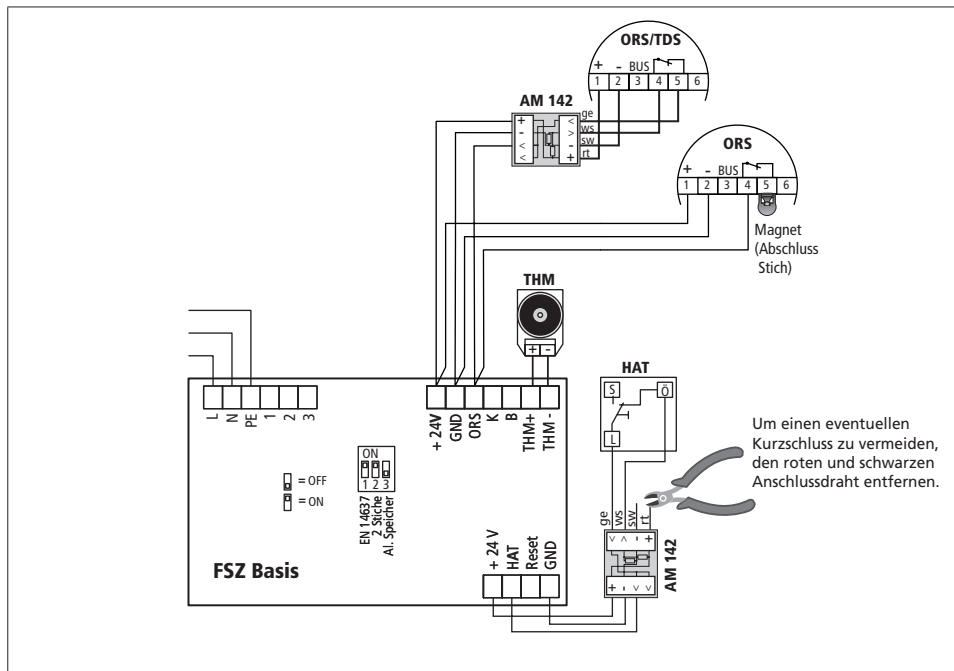 ORS/TDS
+ - BUS
1 2 3 4 5 6
AM 142
+ <
- >
< -
< +
ge
ws
sw
rt
ORS
+ - BUS
1 2 3 4 5 6
Magnet
(Abschluss
Stich)
THM
+ -
HAT
S Ö
L
Um einen eventuellen
Kurzschluss zu vermeiden,
den roten und schwarzen
Anschlussdraht entfernen.
L
N
PE
1
2
3
+ 24V
GND
ORS
K
B
THM+
THM -
= OFF
= ON
ON
1 2 3
EN 14637
2 Stiche
Al. Speicher
FSZ Basis
+ 24 V
HAT
Reset
GND
ge
ws
sw
rt
< > - +
+ - < <
AM 142